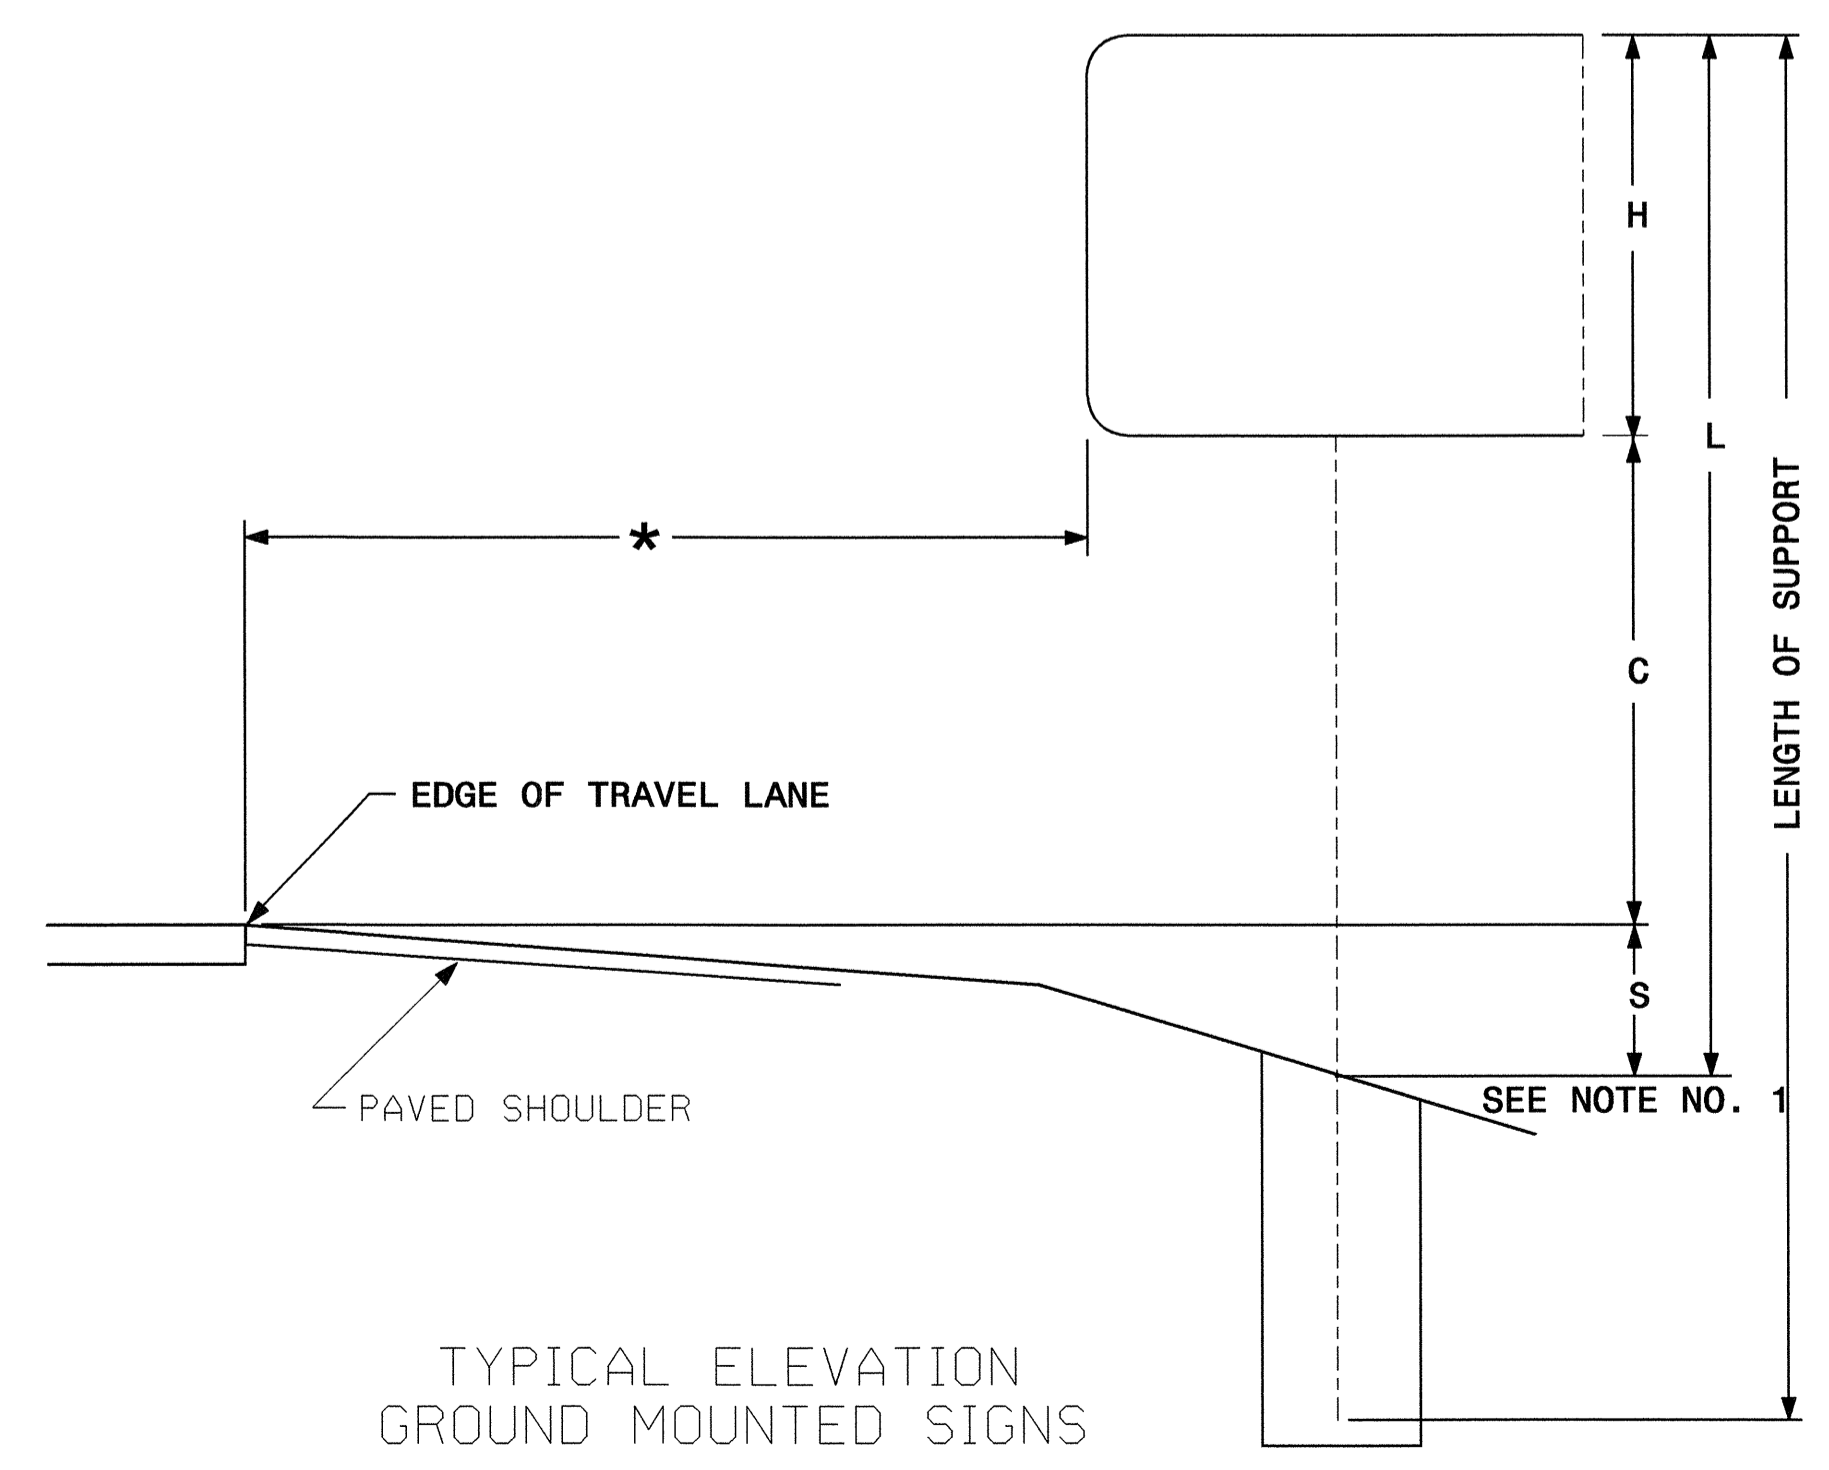 H
L
LENGTH OF SUPPORT
*
C
EDGE OF TRAVEL LANE
S
SEE NOTE NO. 1
PAVED SHOULDER
TYPICAL ELEVATION
GROUND MOUNTED SIGNS